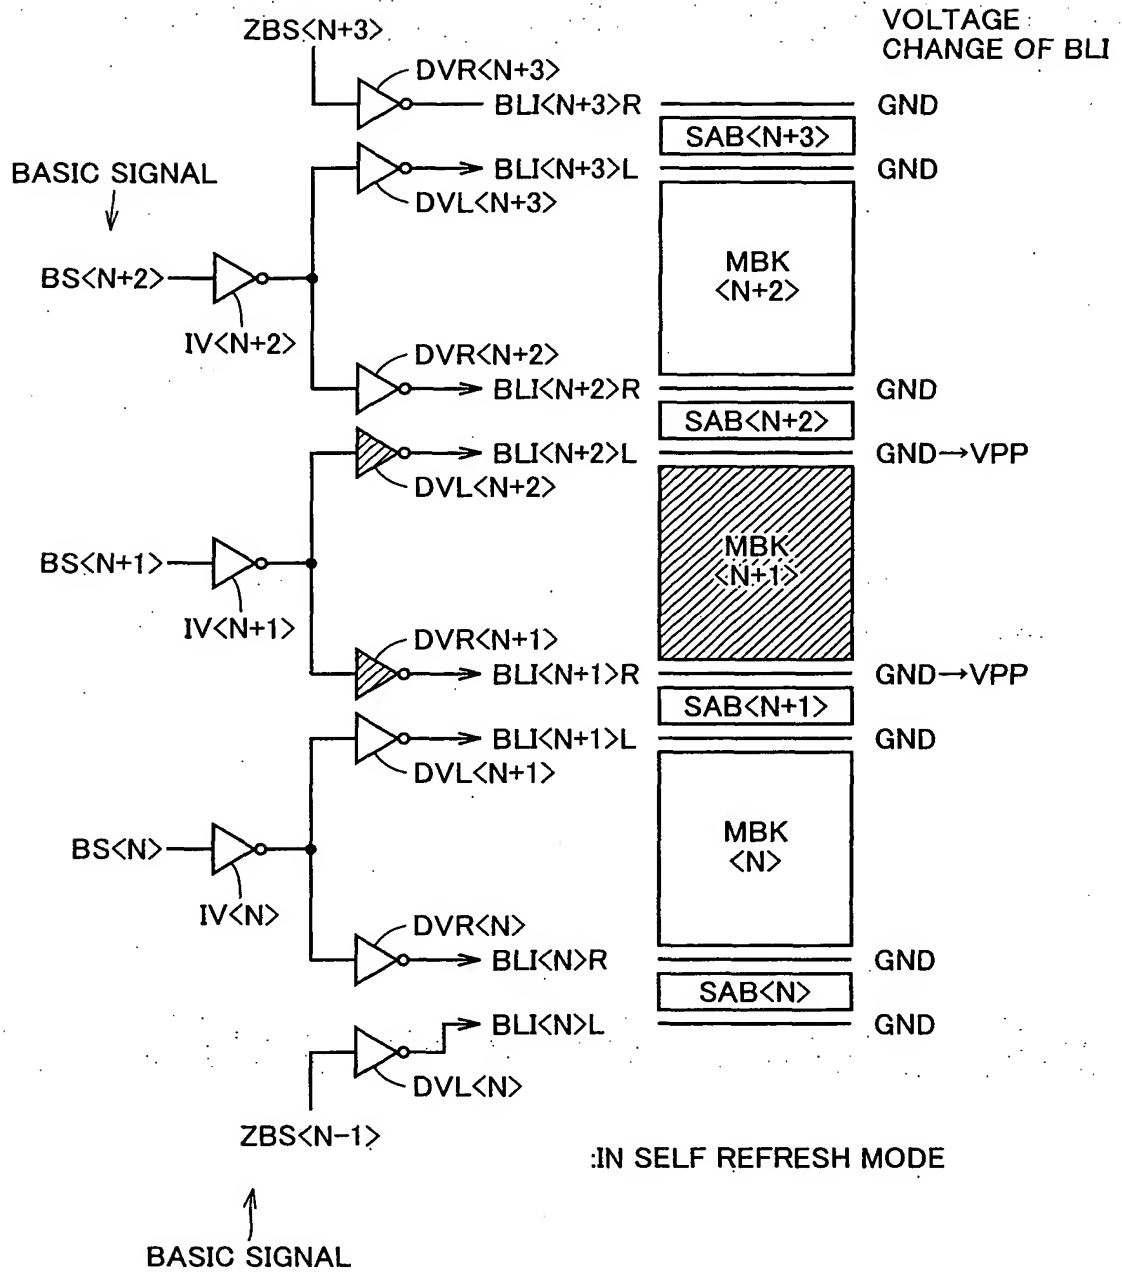 ZBS<N+3>
VOLTAGE
CHANGE OF BLI
DVR<N+3>
BLI<N+3>R
GND
SAB<N+3>
BASIC SIGNAL
BLI<N+3>L
GND
DVL<N+3>
BS<N+2>
MBK
<N+2>
IV<N+2>
DVR<N+2>
BLI<N+2>R
GND
SAB<N+2>
BLI<N+2>L
GND→VPP
DVL<N+2>
BS<N+1>
MBK
<N+1>
IV<N+1>
DVR<N+1>
BLI<N+1>R
GND→VPP
SAB<N+1>
BLI<N+1>L
GND
DVL<N+1>
BS<N>
MBK
<N>
IV<N>
DVR<N>
BLI<N>R
GND
SAB<N>
BLI<N>L
GND
DVL<N>
ZBS<N-1>
:IN SELF REFRESH MODE
BASIC SIGNAL